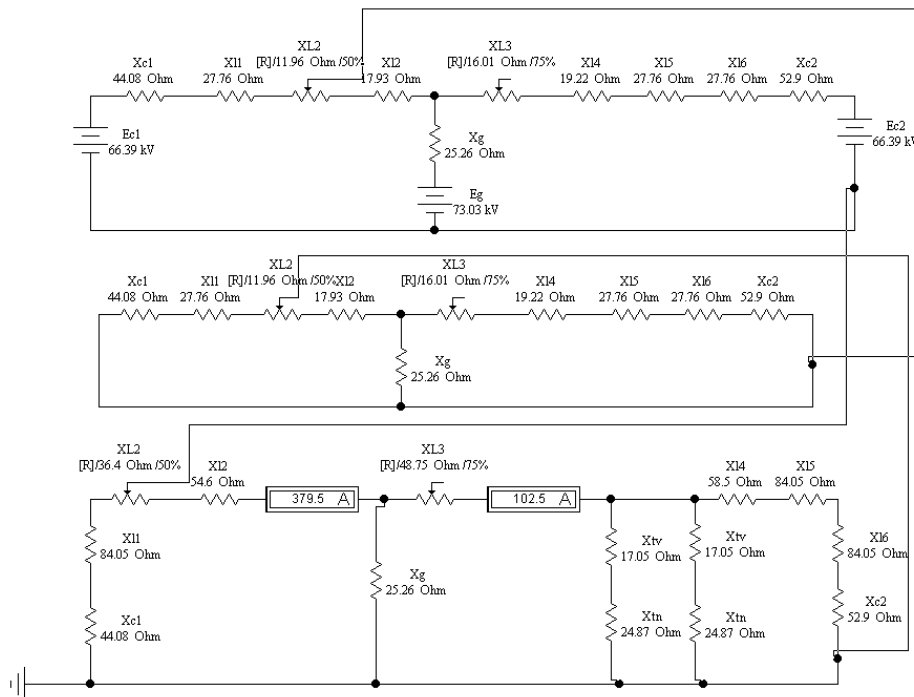 XL2
XL3
[R]/11.96 Ohm /50%
[R]/16.01 Ohm /75%
Xc1
Xl1
Xl2
Xl4
Xl5
Xl6
Xc2
44.08 Ohm
27.76 Ohm
17.93 Ohm
19.22 Ohm
27.76 Ohm
27.76 Ohm
52.9 Ohm
Ec1
66.39 kV
Xg
25.26 Ohm
Ec2
66.39 kV
Eg
73.03 kV
XL2
XL3
[R]/11.96 Ohm /50%
[R]/16.01 Ohm /75%
Xc1
Xl1
Xl2
Xl4
Xl5
Xl6
Xc2
44.08 Ohm
27.76 Ohm
17.93 Ohm
19.22 Ohm
27.76 Ohm
27.76 Ohm
52.9 Ohm
Xg
25.26 Ohm
XL2
XL3
[R]/36.4 Ohm /50%
[R]/48.75 Ohm /75%
Xl2
54.6 Ohm
Xl4
58.5 Ohm
Xl5
84.05 Ohm
379.5 A
102.5 A
Xl1
84.05 Ohm
Xtv
17.05 Ohm
Xtv
17.05 Ohm
Xl6
84.05 Ohm
Xg
25.26 Ohm
Xc1
44.08 Ohm
Xtn
24.87 Ohm
Xtn
24.87 Ohm
Xc2
52.9 Ohm